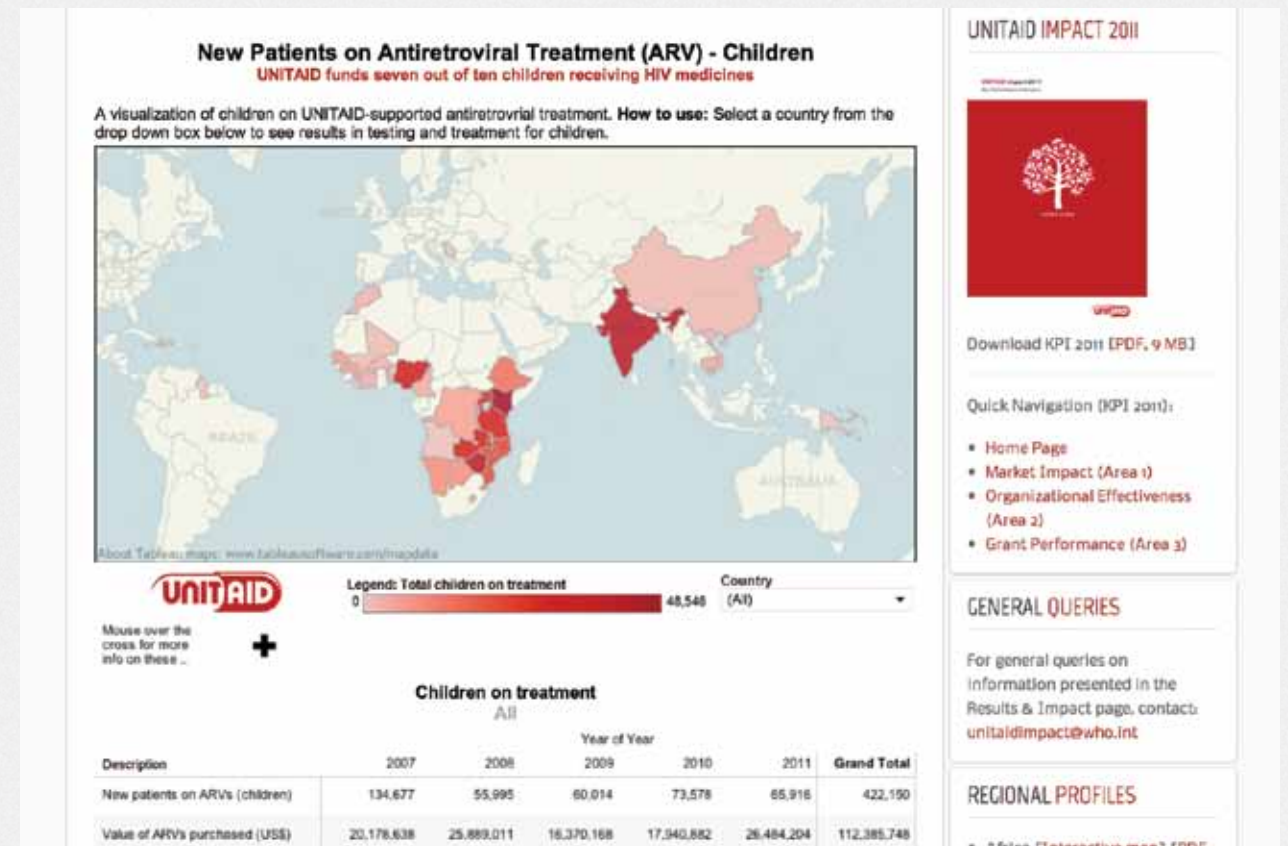 New Patients on Antiretroviral Treatment (ARV) - Children
UNITAID funds seven out of ten children receiving HIV medicines
A visualization of children on UNITAID-supported antiretrovrial treatment. How to use: Select a country from the
drop down box below to see results in testing and treatment for children.
BRAZIL
AUSTRALIA
About Tableau maps: www.tableausoftware.com/mapdata
UNITAID
Legend: Total children on treatment
0
48,546
Country
(All)
Mouse over the
cross for more
info on these ..
Children on treatment
All
Year of Year
Description 2007 2008 2009 2010 2011 Grand Total
New patients on ARVs (children) 134,677 55,995 60,014 73,578 65,916 422,150
Value of ARVs purchased (US$) 20,178,638 25,889,011 16,370,168 17,940,882 26,484,204 112,385,748
UNITAID IMPACT 2011
UNITAID
Download KPI 2011 [PDF, 9 MB]
Quick Navigation (KPI 2011):
• Home Page
• Market Impact (Area 1)
• Organizational Effectiveness
(Area 2)
• Grant Performance (Area 3)
GENERAL QUERIES
For general queries on
information presented in the
Results & Impact page, contact:
unitaidimpact@who.int
REGIONAL PROFILES